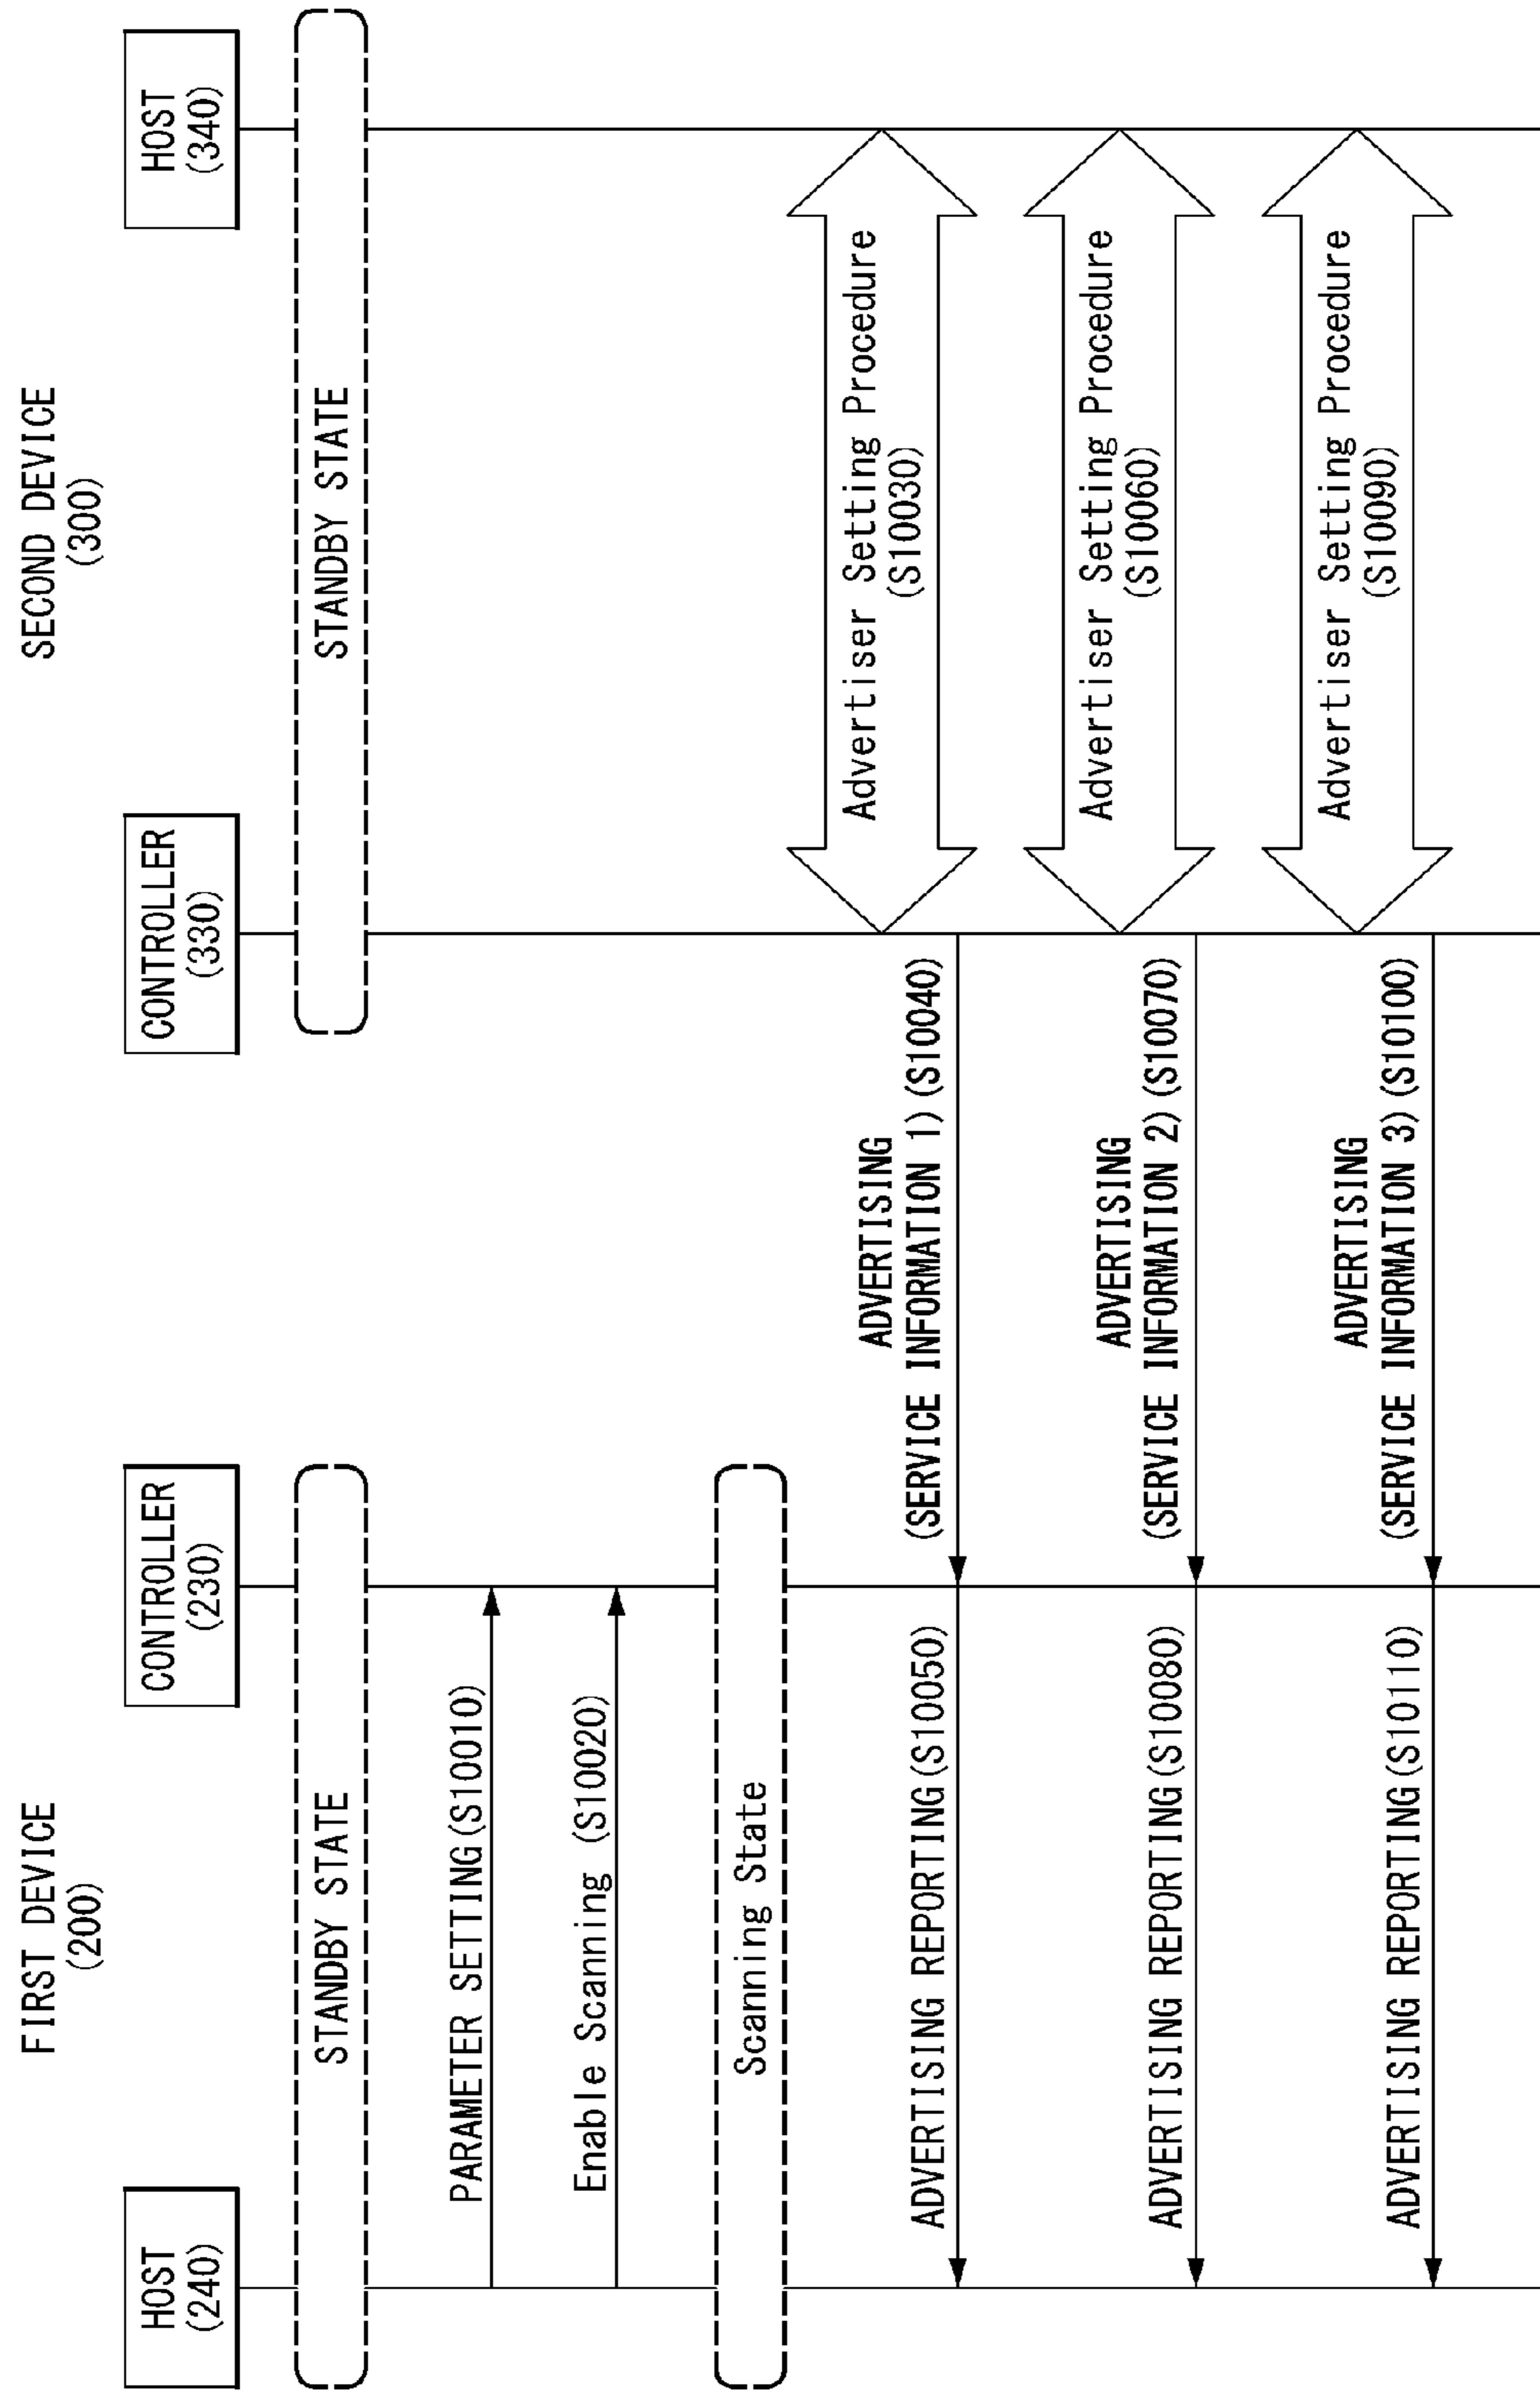 FIRST DEVICE
(200)
SECOND DEVICE
(300)
HOST
(240)
CONTROLLER
(230)
CONTROLLER
(330)
HOST
(340)
STANDBY STATE
STANDBY STATE
PARAMETER SETTING(S10010)
Enable Scanning (S10020)
Scanning State
Advertiser Setting Procedure
(S10030)
ADVERTISING
(SERVICE INFORMATION 1) (S10040)
ADVERTISING REPORTING(S10050)
Advertiser Setting Procedure
(S10060)
ADVERTISING
(SERVICE INFORMATION 2) (S10070)
ADVERTISING REPORTING(S10080)
Advertiser Setting Procedure
(S10090)
ADVERTISING
(SERVICE INFORMATION 3) (S10100)
ADVERTISING REPORTING(S10110)